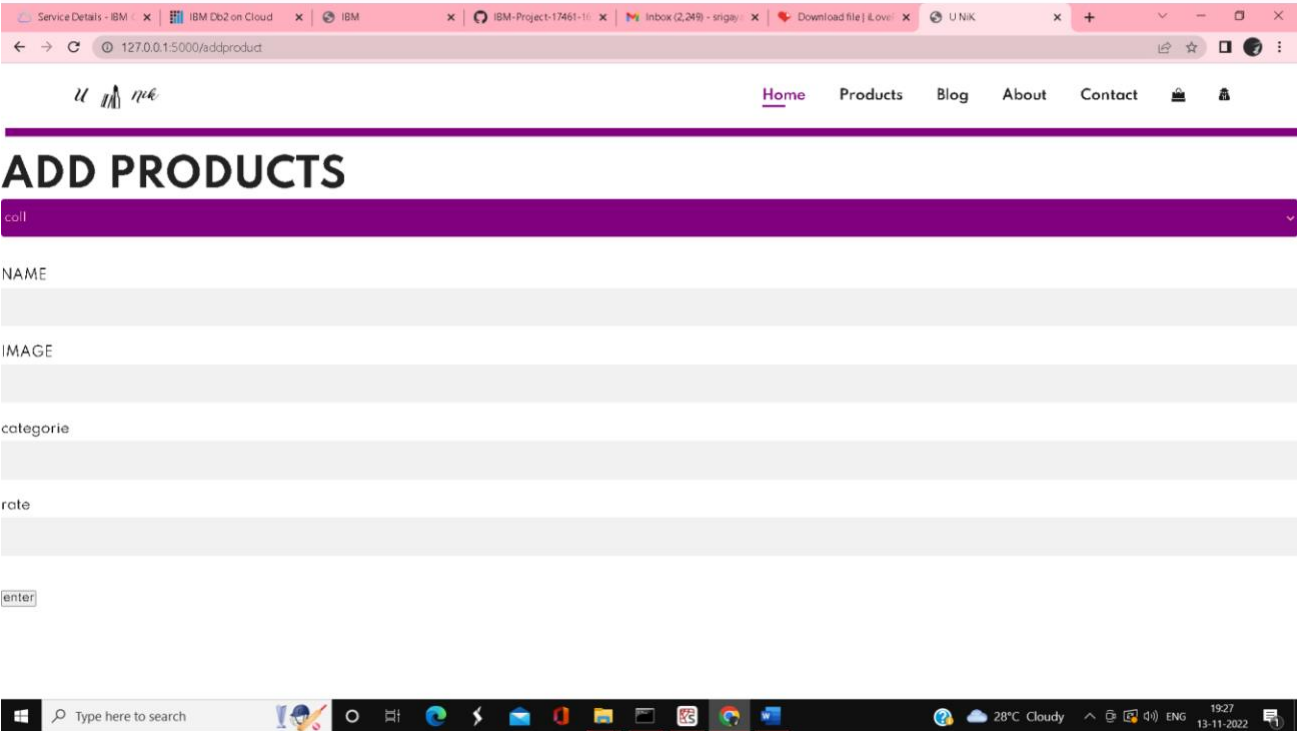 Service Details - IBM C
IBM Db2 on Cloud
IBM
IBM-Project-17461-16
Inbox (2,249) - srigaya
Download file | iLove
U NiK
127.0.0.1:5000/addproduct
U nik
Home
Products
Blog
About
Contact
ADD PRODUCTS
coll
NAME
IMAGE
categorie
rate
enter
Type here to search
28°C Cloudy
ENG
19:27
13-11-2022